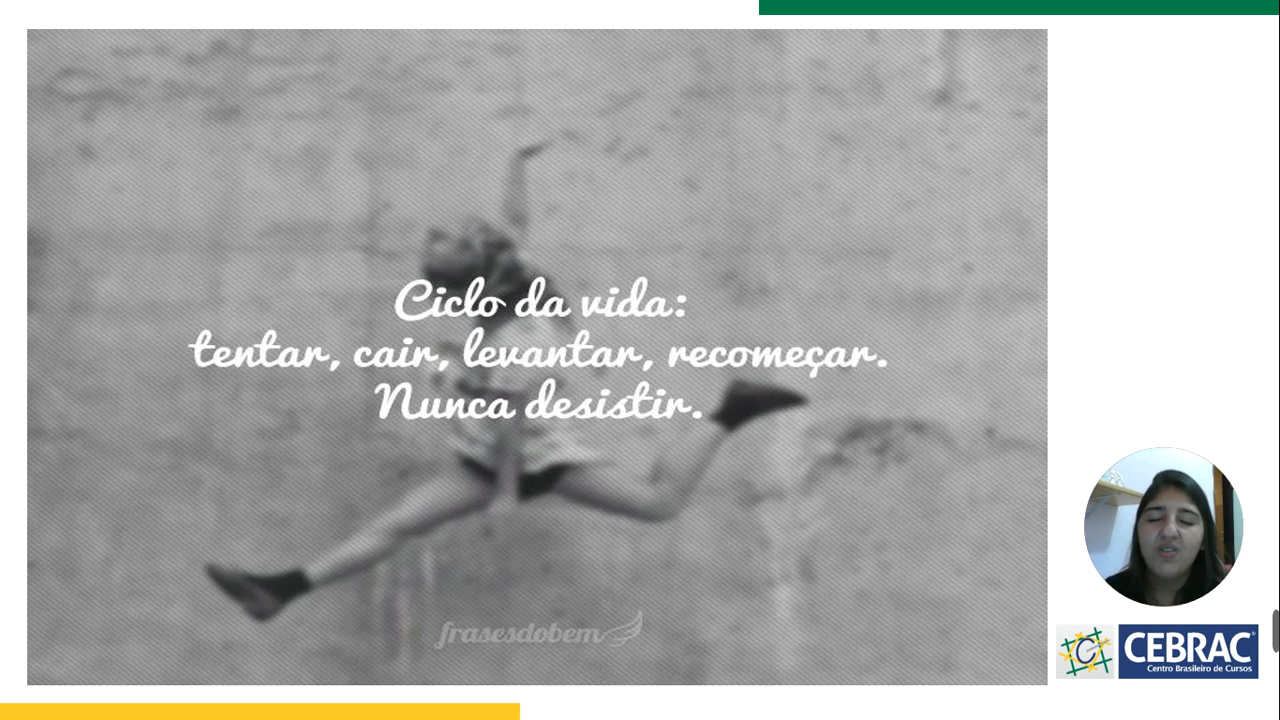 Ciclo da vida:
tentar, cair, levantar, recomeçar.
Nunca desistir.
frasesdobem
CEBRAC
Centro Brasileiro de Cursos